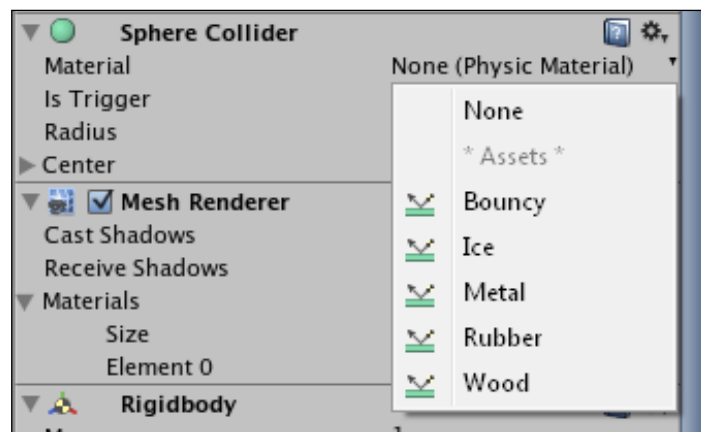 Sphere Collider
Material None (Physic Material)
Is Trigger
Radius
Center
None
* Assets *
Bouncy
Ice
Metal
Rubber
Wood
Mesh Renderer
Cast Shadows
Receive Shadows
Materials
Size
Element 0
Rigidbody